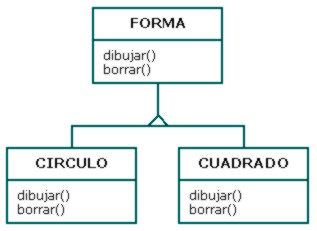 FORMA
dibujar()
borrar()
CIRCULO
dibujar()
borrar()
CUADRADO
dibujar()
borrar()